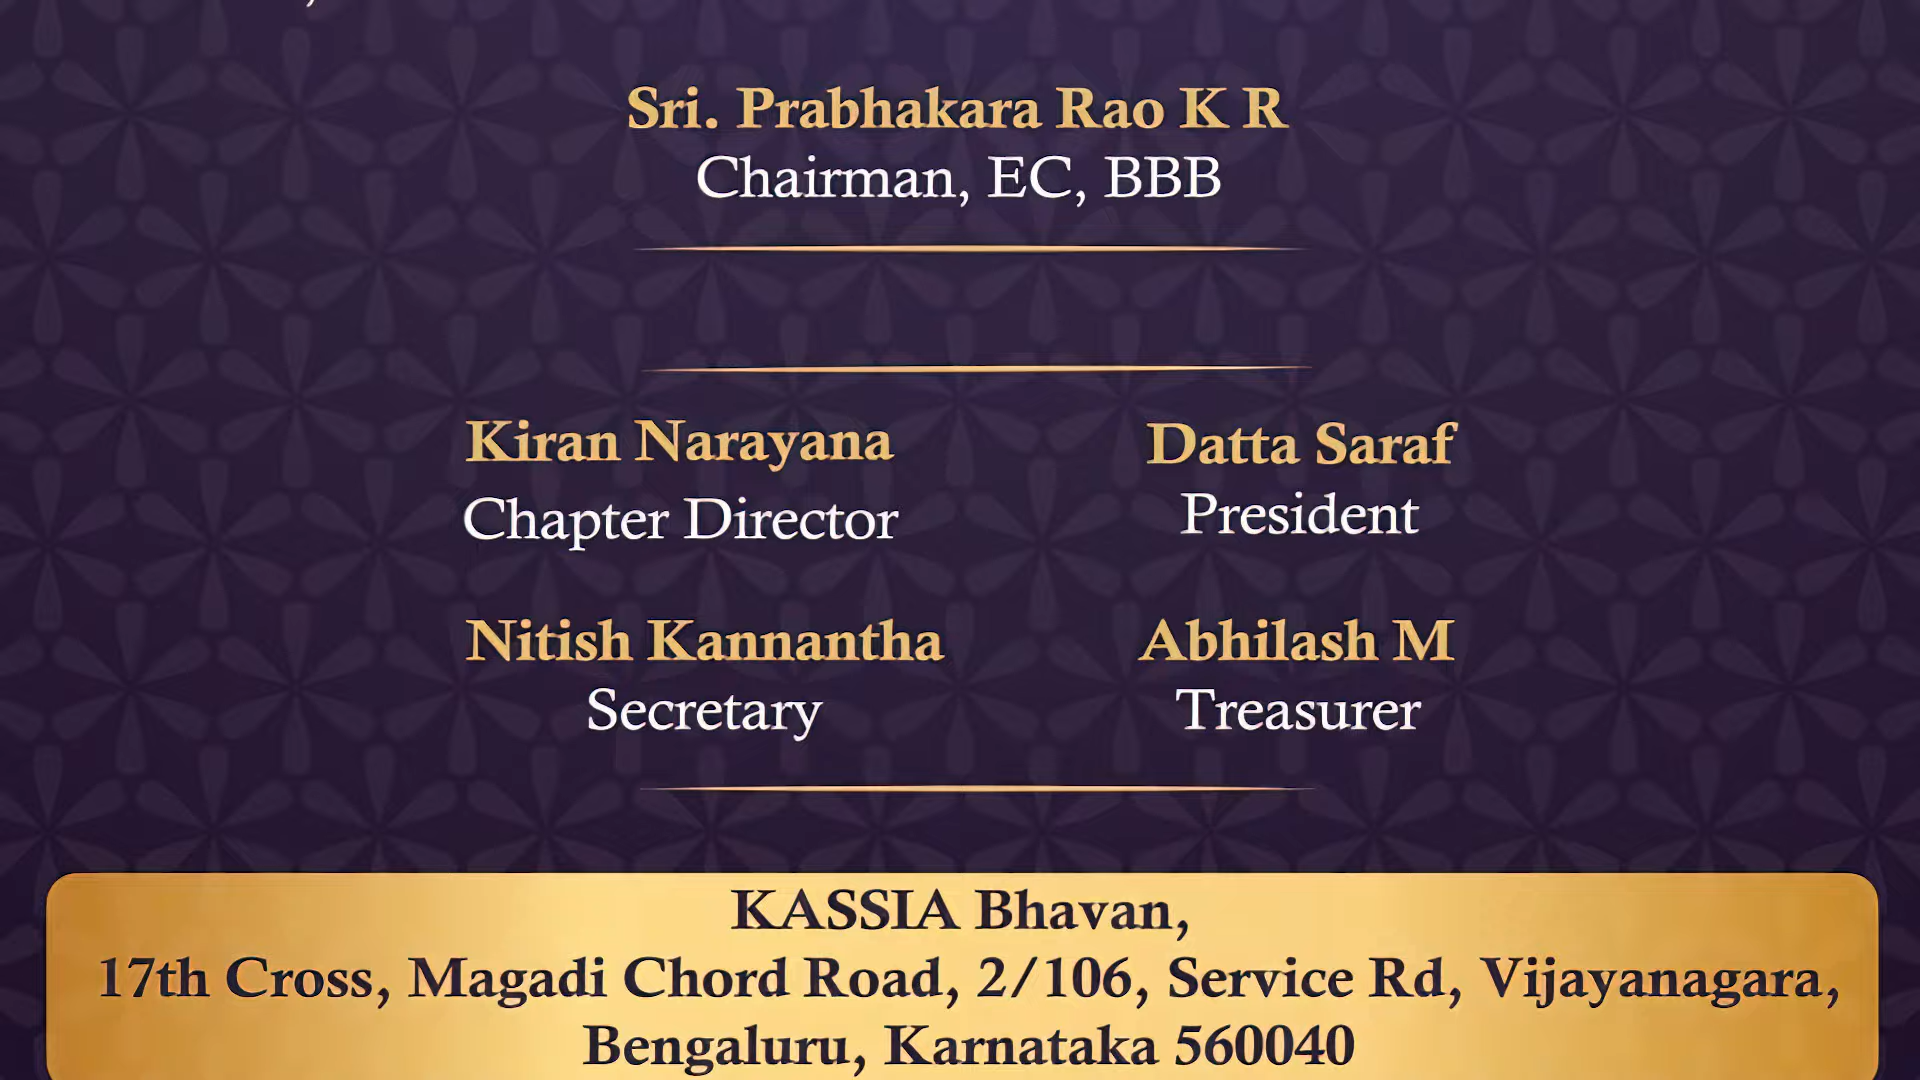 Sri. Prabhakara Rao K R
Chairman, EC, BBB
Kiran Narayana
Chapter Director
Datta Saraf
President
Nitish Kannantha
Secretary
Abhilash M
Treasurer
KASSIA Bhavan,
17th Cross, Magadi Chord Road, 2/106, Service Rd, Vijayanagara,
Bengaluru, Karnataka 560040